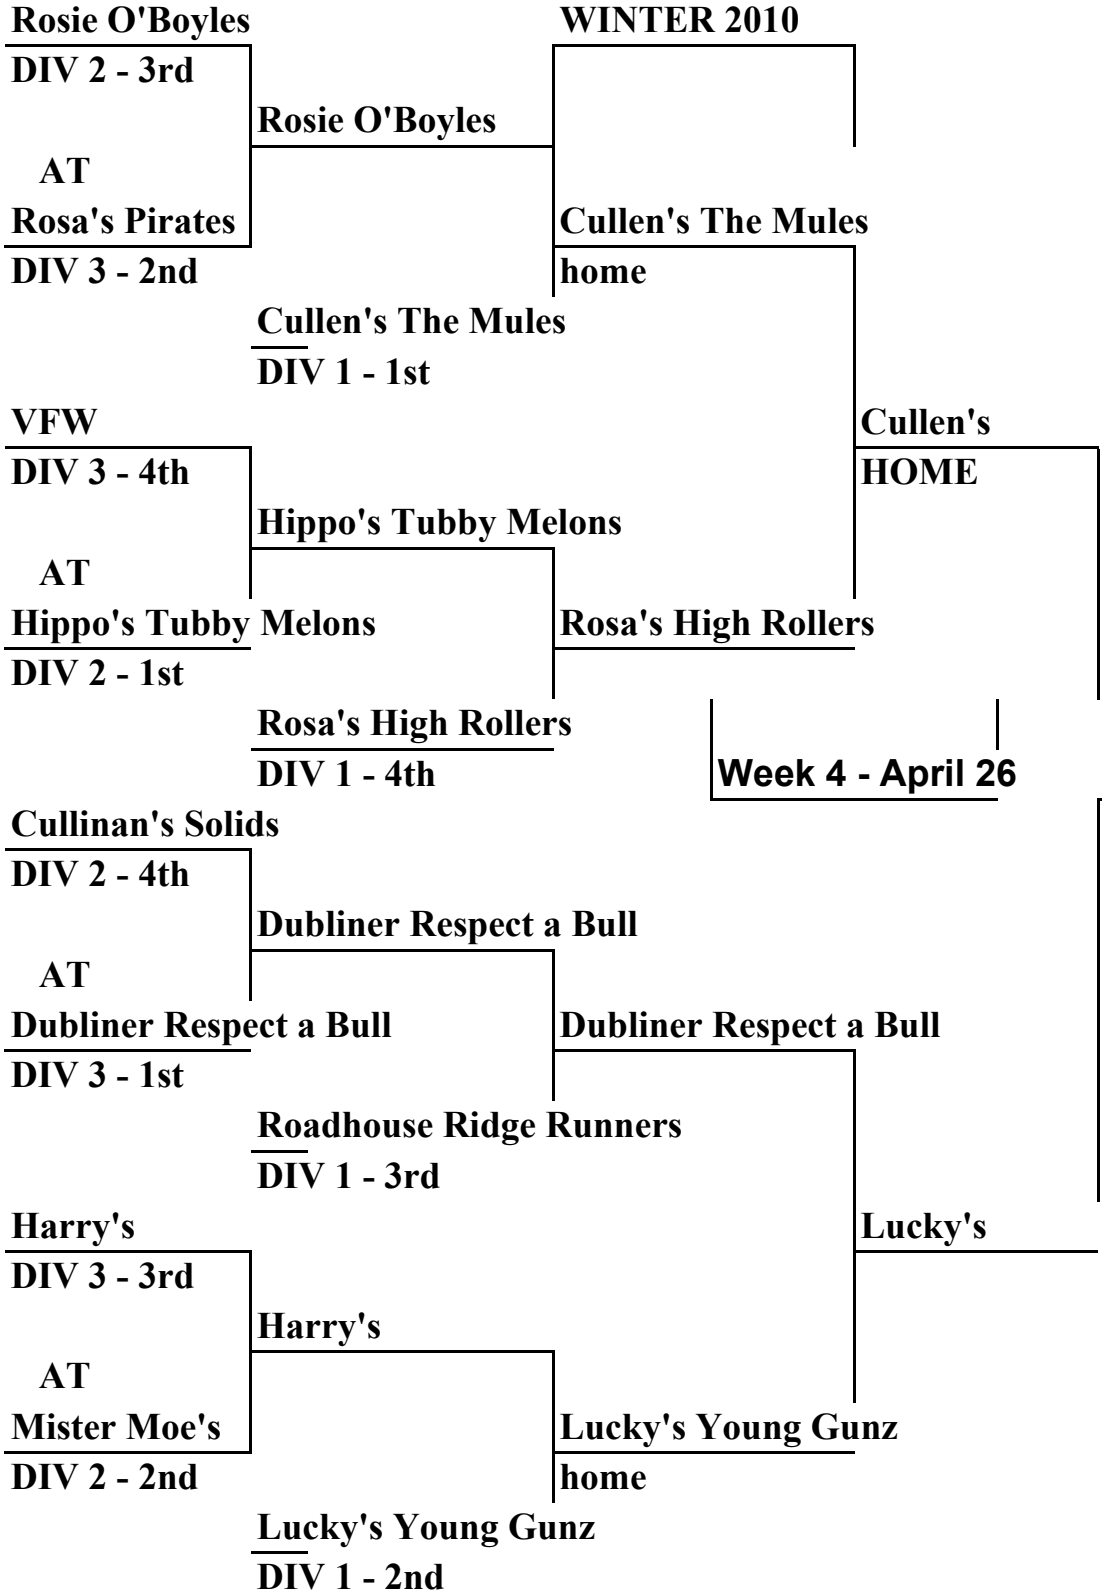 Rosie O'Boyles
WINTER 2010
DIV 2 - 3rd
Rosie O'Boyles
AT
Rosa's Pirates
Cullen's The Mules
DIV 3 - 2nd
home
Cullen's The Mules
DIV 1 - 1st
VFW
Cullen's
DIV 3 - 4th
HOME
Hippo's Tubby Melons
AT
Hippo's Tubby Melons
Rosa's High Rollers
DIV 2 - 1st
Rosa's High Rollers
DIV 1 - 4th
Week 4 - April 26
Cullinan's Solids
DIV 2 - 4th
Dubliner Respect a Bull
AT
Dubliner Respect a Bull
Dubliner Respect a Bull
DIV 3 - 1st
Roadhouse Ridge Runners
DIV 1 - 3rd
Harry's
Lucky's
DIV 3 - 3rd
Harry's
AT
Mister Moe's
Lucky's Young Gunz
DIV 2 - 2nd
home
Lucky's Young Gunz
DIV 1 - 2nd